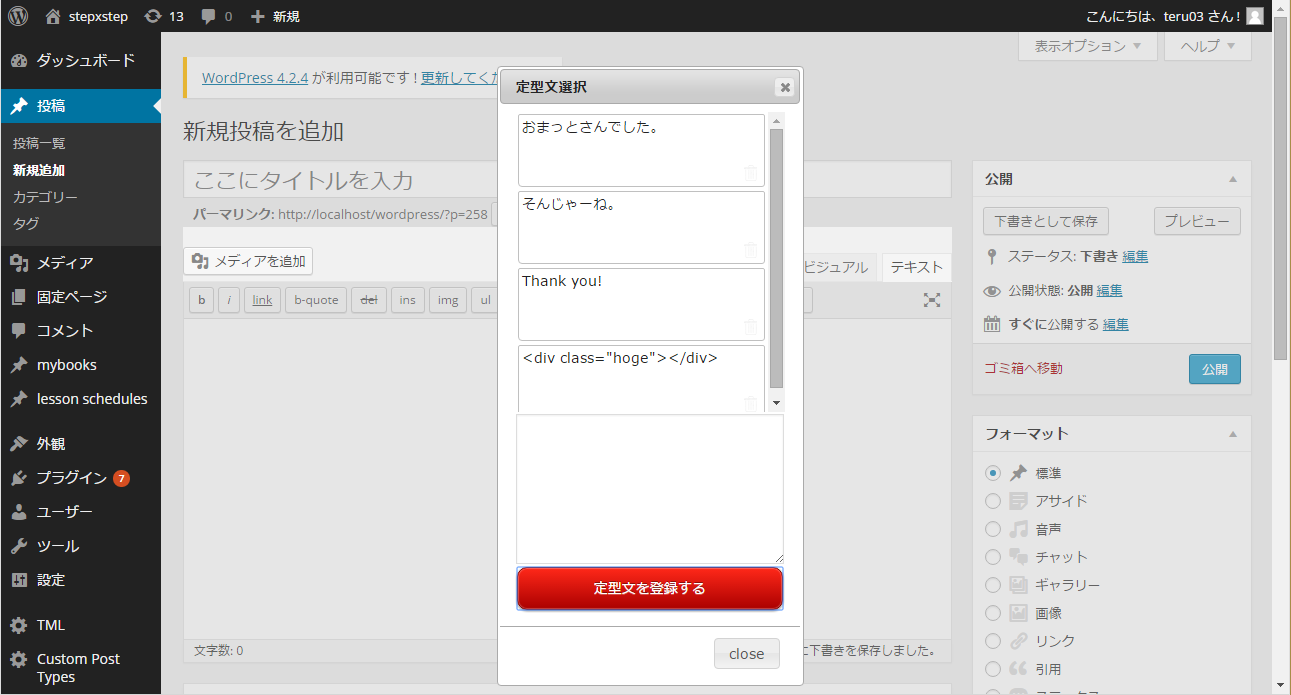 stepxstep 13 0 新規 こんにちは、teru03 さん!
ダッシュボード
投稿
投稿一覧
新規追加
カテゴリー
タグ
メディア
固定ページ
コメント
mybooks
lesson schedules
外観
プラグイン 7
ユーザー
ツール
設定
TML
Custom Post
Types
表示オプション ヘルプ
WordPress 4.2.4 が利用可能です ! 更新してくだ
新規投稿を追加
ここにタイトルを入力
パーマリンク: http://localhost/wordpress/?p=258
メディアを追加
ビジュアル テキスト
b i link b-quote del ins img ul
文字数: 0
に下書きを保存しました。
定型文選択
おまっとさんでした。
そんじゃーね。
Thank you!
<div class="hoge"></div>
定型文を登録する
close
公開
下書きとして保存 プレビュー
ステータス: 下書き 編集
公開状態: 公開 編集
すぐに公開する 編集
ゴミ箱へ移動 公開
フォーマット
標準
アサイド
音声
チャット
ギャラリー
画像
リンク
引用
ステータス